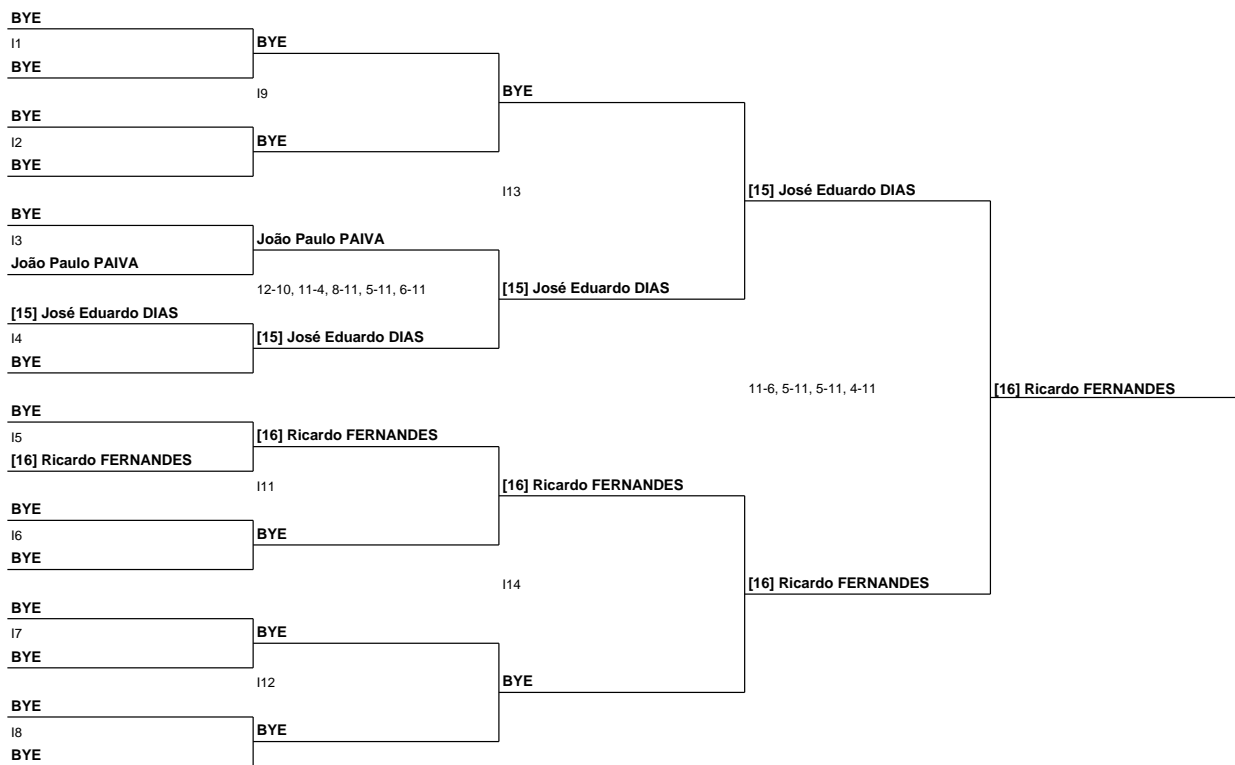 BYE
I1
BYE
BYE
I9
BYE
BYE
I2
BYE
BYE
I13
[15] José Eduardo DIAS
BYE
I3
João Paulo PAIVA
João Paulo PAIVA
12-10, 11-4, 8-11, 5-11, 6-11
[15] José Eduardo DIAS
[15] José Eduardo DIAS
I4
[15] José Eduardo DIAS
BYE
11-6, 5-11, 5-11, 4-11
[16] Ricardo FERNANDES
BYE
I5
[16] Ricardo FERNANDES
[16] Ricardo FERNANDES
I11
[16] Ricardo FERNANDES
BYE
I6
BYE
BYE
I14
[16] Ricardo FERNANDES
BYE
I7
BYE
BYE
I12
BYE
BYE
I8
BYE
BYE